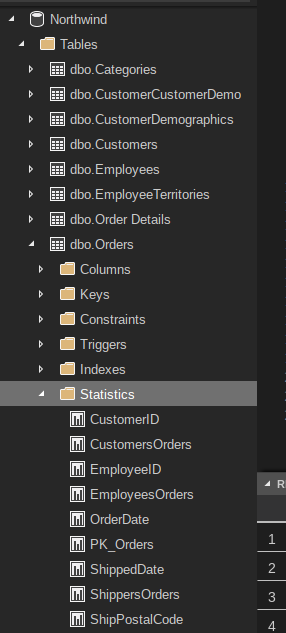 Northwind
Tables
dbo.Categories
dbo.CustomerCustomerDemo
dbo.CustomerDemographics
dbo.Customers
dbo.Employees
dbo.EmployeeTerritories
dbo.Order Details
dbo.Orders
Columns
Keys
Constraints
Triggers
Indexes
Statistics
CustomerID
CustomersOrders
EmployeeID
EmployeesOrders
OrderDate
PK_Orders
ShippedDate
ShippersOrders
ShipPostalCode
1
2
3
4